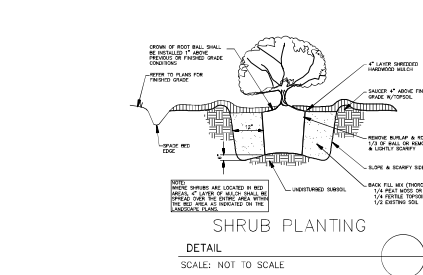 CROWN OF ROOT BALL SHALL
BE INSTALLED 1" ABOVE
PREVIOUS OR FINISHED GRADE
CONDITIONS
REFER TO PLANS FOR
FINISHED GRADE
4" LAYER SHREDDED
HARDWOOD MULCH
SAUCER 4" ABOVE FIN
GRADE W/TOPSOIL
12"
SPADE BED
EDGE
REMOVE BURLAP & RO
1/3 OF BALL OR REMO
& LIGHTLY SCARIFY
SLOPE & SCARIFY SIDE
UNDISTURBED SUBSOIL
BACK FILL MIX (THORO
1/4 PEAT MOSS OR
1/4 FERTILE TOPSOI
1/2 EXISTING SOIL
NOTE:
WHERE SHRUBS ARE LOCATED IN BED
AREAS, 4" LAYER OF MULCH SHALL BE
SPREAD OVER THE ENTIRE AREA WITHIN
THE BED AREA AS INDICATED ON THE
LANDSCAPE PLANS.
SHRUB PLANTING
DETAIL
SCALE: NOT TO SCALE